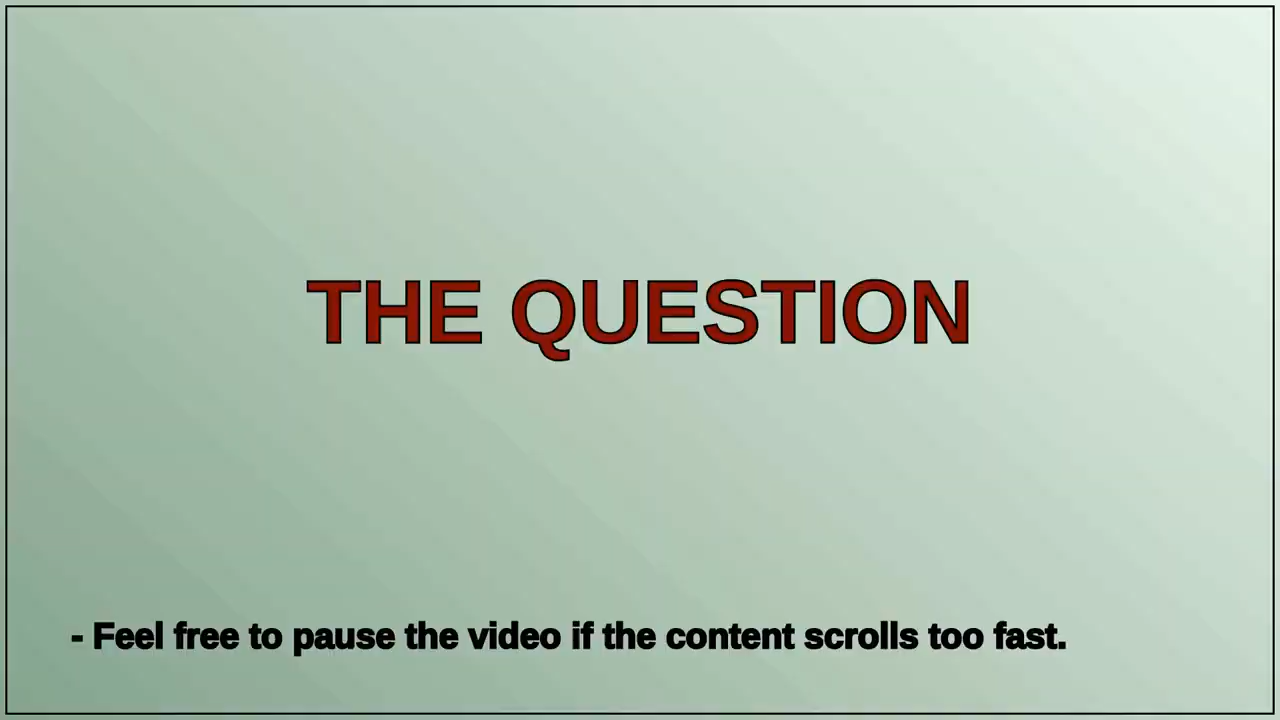 THE QUESTION
- Feel free to pause the video if the content scrolls too fast.